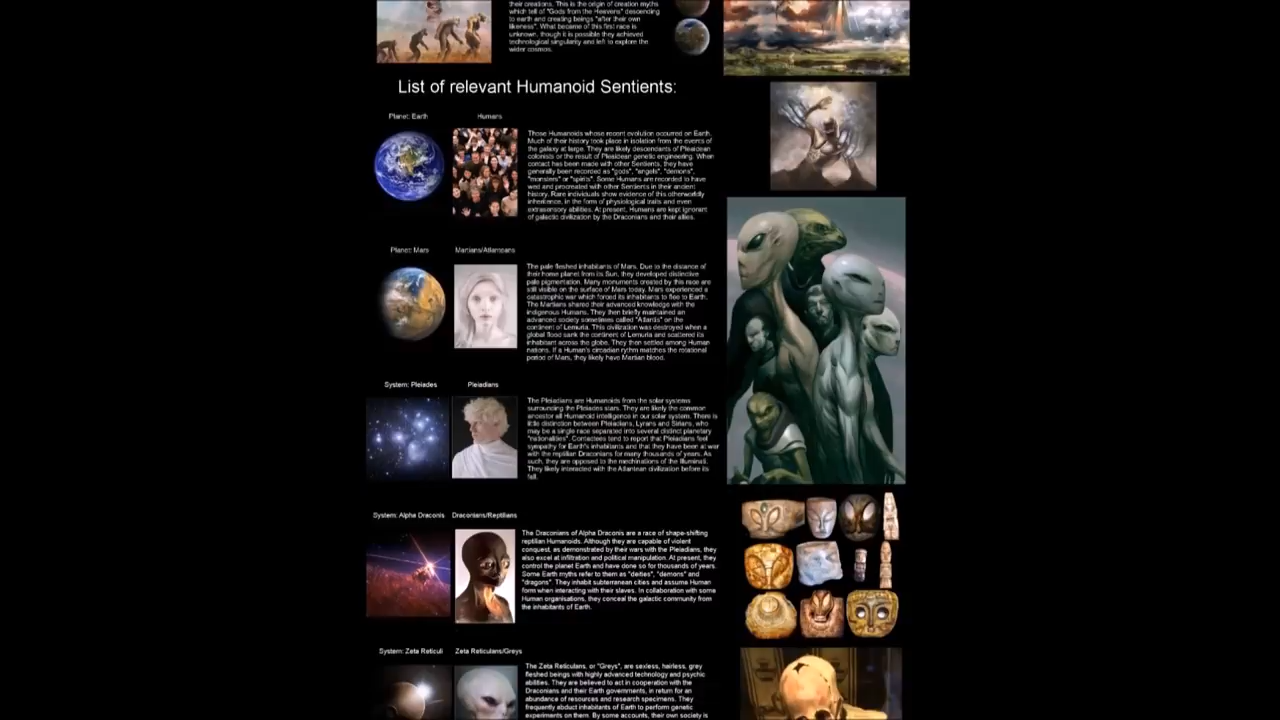 their creations. This is the origin of creation myths
which tell of "Gods from the Heavens" descending
to earth and creating beings "after their own
likeness". What became of this first race is
unknown, though it is possible they achieved
technological singularity and left to explore the
wider cosmos.
List of relevant Humanoid Sentients:
Planet: Earth
Humans
Those Humanoids whose recent evolution occurred on Earth.
Much of their history took place in isolation from the events of
the galaxy at large. They are likely descendants of Pleiadean
colonists or the result of Pleiadean genetic engineering. When
contact has been made with other Sentients, they have
generally been recorded as "gods", "angels", "demons",
"monsters" or "spirits". Some Humans are recorded to have
wed and procreated with other Sentients in their ancient
history. Rare individuals show evidence of this otherworldly
inheritence, in the form of physiological traits and even
extrasensory abilities. At present, Humans are kept ignorant
of galactic civilization by the Draconians and their allies.
Planet: Mars
Martians/Atlanteans
The pale fleshed inhabitants of Mars. Due to the distance of
their home planet from its Sun, they developed distinctive
pale pigmentation. Many monuments created by this race are
still visible on the surface of Mars today. Mars experienced a
catastrophic war which forced its inhabitants to flee to Earth.
The Martians shared their advanced knowledge with the
indigenous Humans. They then briefly maintained an
advanced society sometimes called "Atlantis" on the
continent of Lemuria. This civilization was destroyed when a
global flood sank the continent of Lemuria and scattered its
inhabitant across the globe. They then settled among Human
nations. If a Human's circadian rythm matches the rotational
period of Mars, they likely have Martian blood.
System: Pleiades
Pleiadians
The Pleiadians are Humanoids from the solar systems
surrounding the Pleiades stars. They are likely the common
ancestor all Humanoid intelligence in our solar system. There is
little distinction between Pleiadians, Lyrans and Sirians, who
may be a single race separated into several distinct planetary
"nationalities". Contactees tend to report that Pleiadians feel
sympathy for Earth's inhabitants and that they have been at war
with the reptilian Draconians for many thousands of years. As
such, they are opposed to the mechinations of the Illuminati.
They likely interacted with the Atlantean civilization before its
fall.
System: Alpha Draconis
Draconians/Reptilians
The Draconians of Alpha Draconis are a race of shape-shifting
reptilian Humanoids. Although they are capable of violent
conquest, as demonstrated by their wars with the Pleiadians, they
also excel at infiltration and political manipulation. At present, they
control the planet Earth and have done so for thousands of years.
Some Earth myths refer to them as "deities", "demons" and
"dragons". They inhabit subterranean cities and assume Human
form when interacting with their slaves. In collaboration with some
Human organisations, they conceal the galactic community from
the inhabitants of Earth.
System: Zeta Reticuli
Zeta Reticulans/Greys
The Zeta Reticulans, or "Greys", are sexless, hairless, grey
fleshed beings with highly advanced technology and psychic
abilities. They are believed to act in cooperation with the
Draconians and their Earth governments, in return for an
abundance of resources and research specimens. They
frequently abduct inhabitants of Earth to perform genetic
experiments on them. By some accounts, their own society is